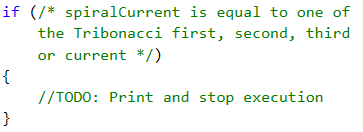 if (/* spiralCurrent is equal to one of
the Tribonacci first, second, third
or current */)
{
//TODO: Print and stop execution
}